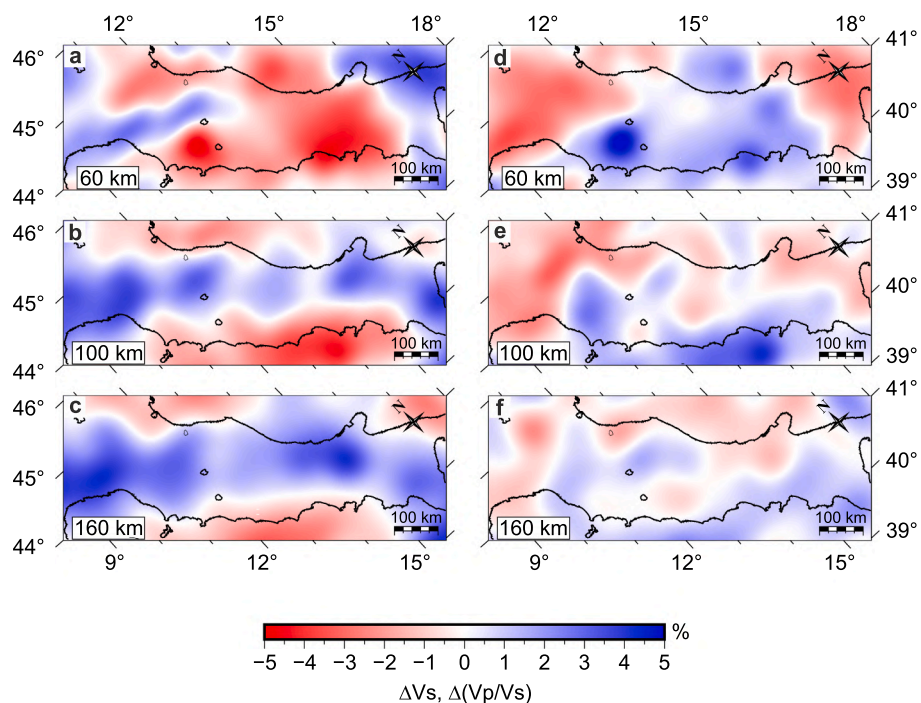 12° 15° 18° 12° 15° 18°
a d
46° 41°
N N
45° 40°
60 km 100 km 60 km 100 km
44° 39°
b e
46° 41°
N N
45° 40°
100 km 100 km 100 km 100 km
44° 39°
c f
46° 41°
N N
45° 40°
160 km 100 km 160 km 100 km
44° 39°
9° 12° 15° 9° 12° 15°
%
−5 −4 −3 −2 −1 0 1 2 3 4 5
ΔVs, Δ(Vp/Vs)